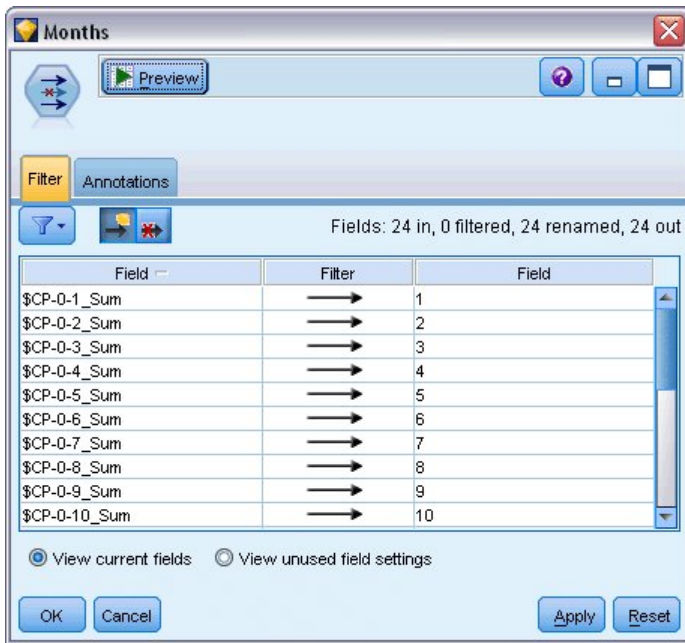 Months
Preview
?
Filter Annotations
Fields: 24 in, 0 filtered, 24 renamed, 24 out
Field Filter Field
$CP-0-1_Sum 1
$CP-0-2_Sum 2
$CP-0-3_Sum 3
$CP-0-4_Sum 4
$CP-0-5_Sum 5
$CP-0-6_Sum 6
$CP-0-7_Sum 7
$CP-0-8_Sum 8
$CP-0-9_Sum 9
$CP-0-10_Sum 10
View current fields View unused field settings
OK Cancel Apply Reset